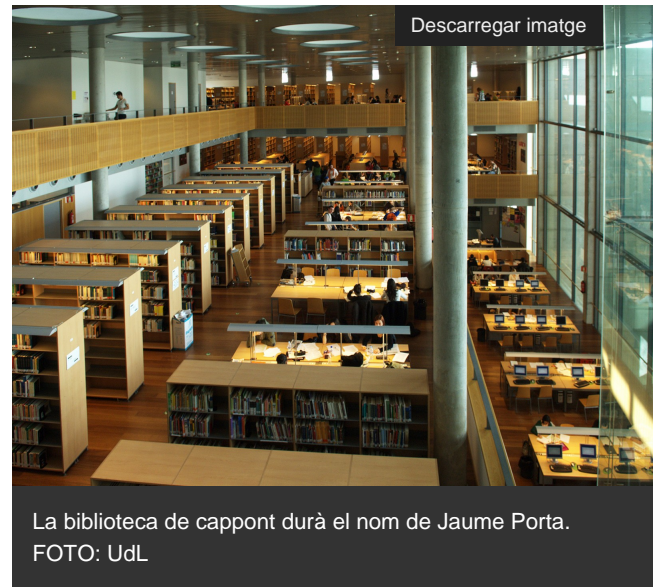 Descarregar imatge
La biblioteca de cappont durà el nom de Jaume Porta.
FOTO: UdL